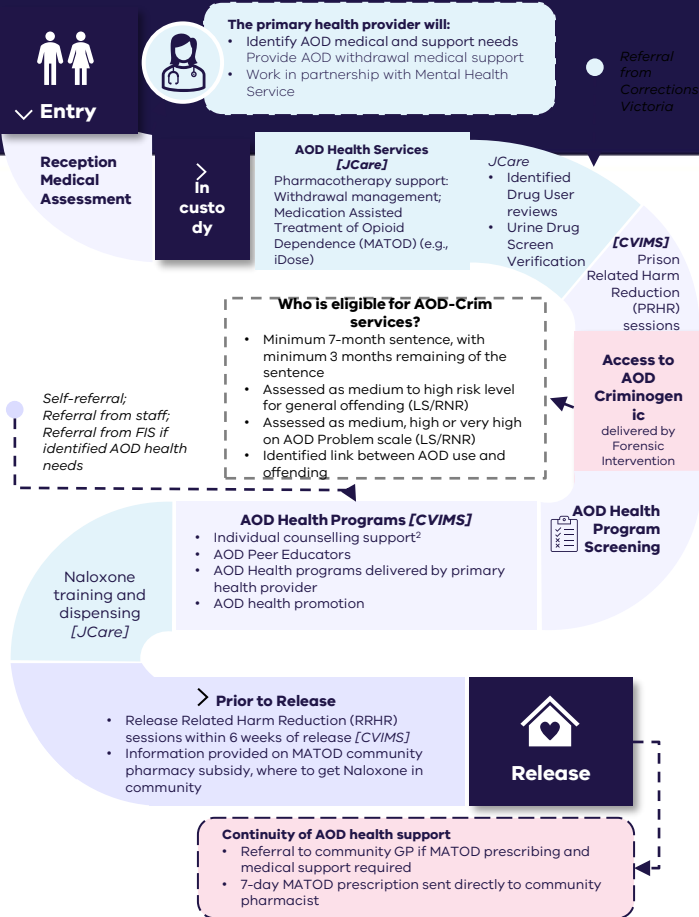 The primary health provider will:
• Identify AOD medical and support needs
Provide AOD withdrawal medical support
• Work in partnership with Mental Health
Service
Referral
from
Corrections
Victoria
Entry
Reception
Medical
Assessment
In
custo
dy
AOD Health Services
[JCare]
Pharmacotherapy support:
Withdrawal management;
Medication Assisted
Treatment of Opioid
Dependence (MATOD) (e.g.,
iDose)
JCare
• Identified
Drug User
reviews
• Urine Drug
Screen
Verification
[CVIMS]
Prison
Related Harm
Reduction
(PRHR)
sessions
Who is eligible for AOD-Crim
services?
• Minimum 7-month sentence, with
minimum 3 months remaining of the
sentence
• Assessed as medium to high risk level
for general offending (LS/RNR)
• Assessed as medium, high or very high
on AOD Problem scale (LS/RNR)
• Identified link between AOD use and
offending
Access to
AOD
Criminogen
ic
delivered by
Forensic
Intervention
Self-referral;
Referral from staff;
Referral from FIS if
identified AOD health
needs
AOD Health
Program
Screening
AOD Health Programs [CVIMS]
• Individual counselling support²
• AOD Peer Educators
• AOD Health programs delivered by primary
health provider
• AOD health promotion
Naloxone
training and
dispensing
[JCare]
Prior to Release
• Release Related Harm Reduction (RRHR)
sessions within 6 weeks of release [CVIMS]
• Information provided on MATOD community
pharmacy subsidy, where to get Naloxone in
community
Release
Continuity of AOD health support
• Referral to community GP if MATOD prescribing and
medical support required
• 7-day MATOD prescription sent directly to community
pharmacist